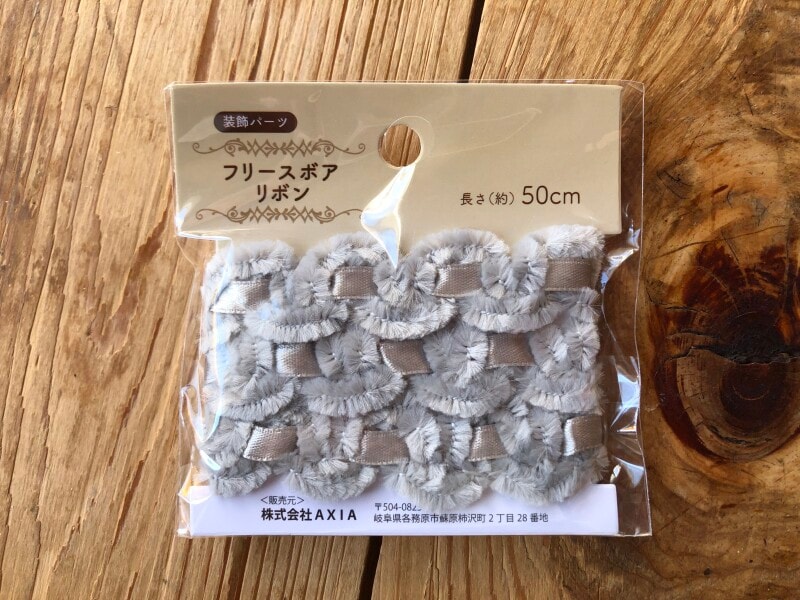 装飾パーツ
フリースボア
リボン
長さ(約) 50cm
<販売元>
株式会社AXIA
〒504-082
岐阜県各務原市蘇原柿沢町2丁目28番地